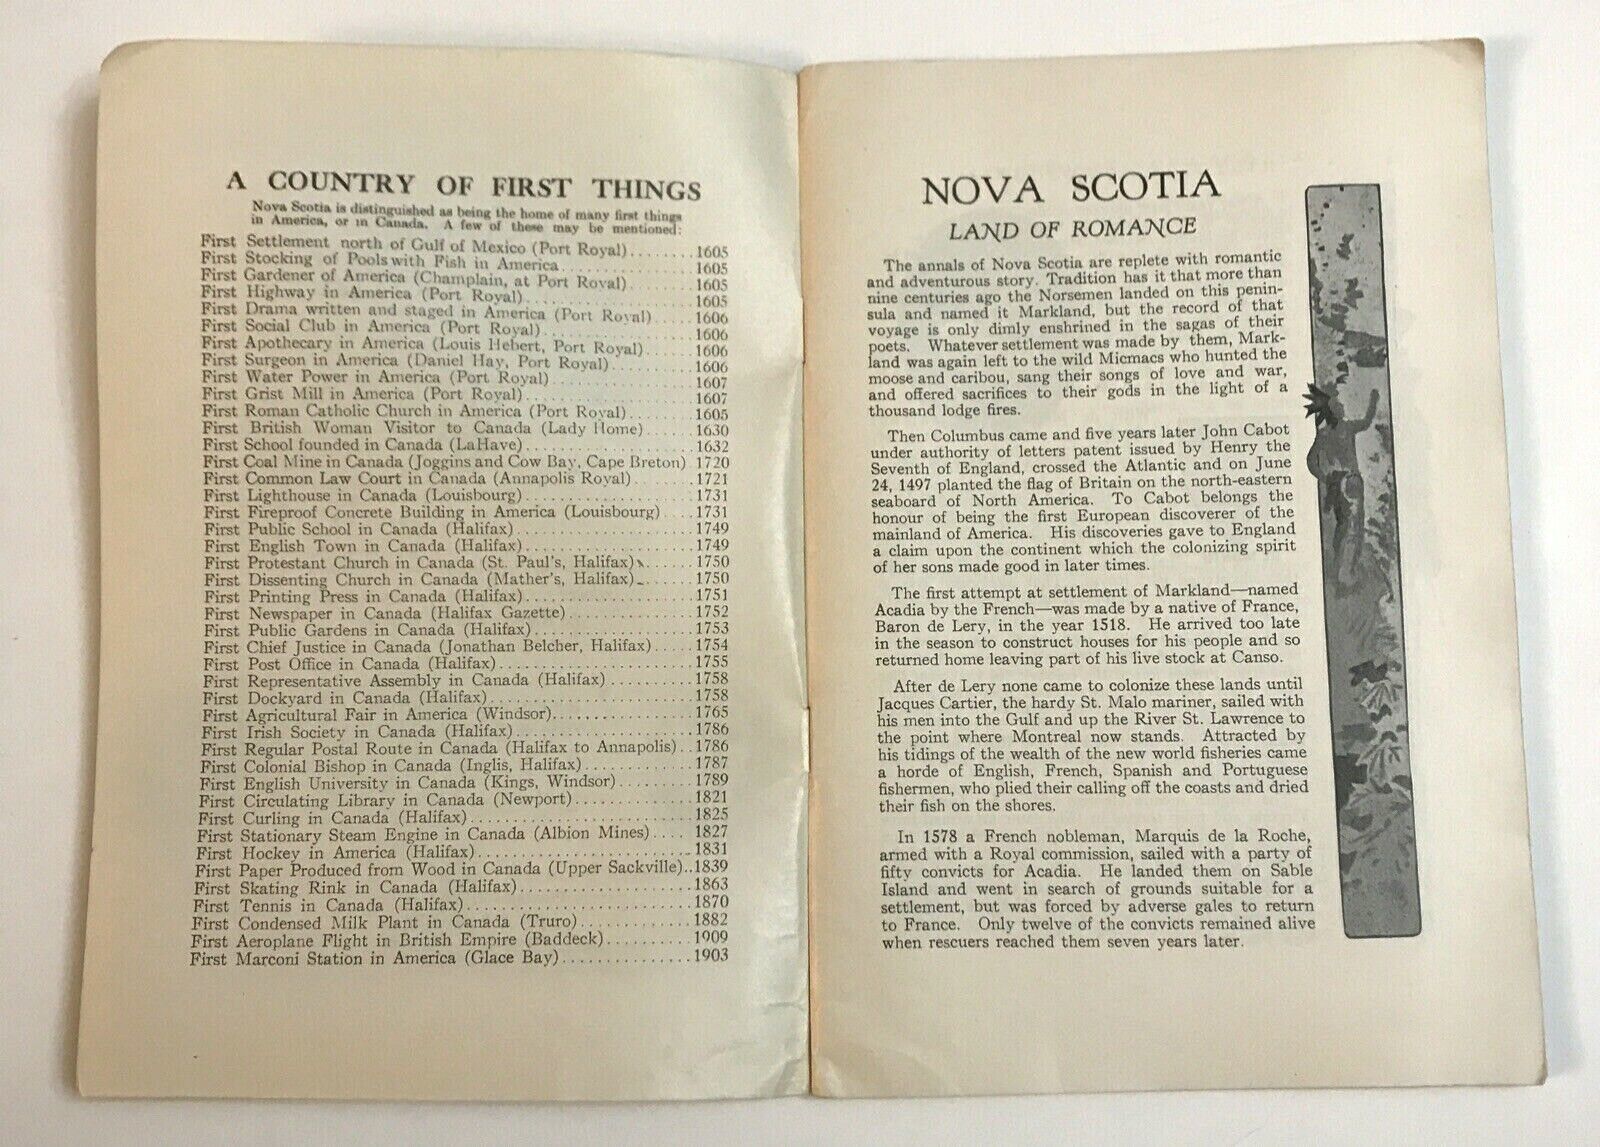 A COUNTRY OF FIRST THINGS
Nova Scotia is distinguished as being the home of many first things
in America, or in Canada. A few of these may be mentioned:
First Settlement north of Gulf of Mexico (Port Royal)........1605
First Stocking of Pools with Fish in America...............1605
First Gardener of America (Champlain, at Port Royal)........1605
First Highway in America (Port Royal)....................1605
First Drama written and staged in America (Port Royal).....1606
First Social Club in America (Port Royal)..................1606
First Apothecary in America (Louis Hebert, Port Royal)......1606
First Surgeon in America (Daniel Hay, Port Royal)..........1606
First Water Power in America (Port Royal).................1607
First Grist Mill in America (Port Royal)....................1607
First Roman Catholic Church in America (Port Royal)........1605
First British Woman Visitor to Canada (Lady Home)......1630
First School founded in Canada (LaHave)....................1632
First Coal Mine in Canada (Joggins and Cow Bay, Cape Breton) 1720
First Common Law Court in Canada (Annapolis Royal).......1721
First Lighthouse in Canada (Louisbourg)....................1731
First Fireproof Concrete Building in America (Louisbourg)....1731
First Public School in Canada (Halifax)......................1749
First English Town in Canada (Halifax).....................1749
First Protestant Church in Canada (St. Paul's, Halifax)......1750
First Dissenting Church in Canada (Mather's, Halifax).......1750
First Printing Press in Canada (Halifax).....................1751
First Newspaper in Canada (Halifax Gazette)...............1752
First Public Gardens in Canada (Halifax)...................1753
First Chief Justice in Canada (Jonathan Belcher, Halifax).....1754
First Post Office in Canada (Halifax)........................1755
First Representative Assembly in Canada (Halifax)..........1758
First Dockyard in Canada (Halifax).........................1758
First Agricultural Fair in America (Windsor).................1765
First Irish Society in Canada (Halifax)......................1786
First Regular Postal Route in Canada (Halifax to Annapolis)..1786
First Colonial Bishop in Canada (Inglis, Halifax).............1787
First English University in Canada (Kings, Windsor).........1789
First Circulating Library in Canada (Newport)..............1821
First Curling in Canada (Halifax)...........................1825
First Stationary Steam Engine in Canada (Albion Mines)....1827
First Hockey in America (Halifax)..........................1831
First Paper Produced from Wood in Canada (Upper Sackville)..1839
First Skating Rink in Canada (Halifax)......................1863
First Tennis in Canada (Halifax)............................1870
First Condensed Milk Plant in Canada (Truro).............1882
First Aeroplane Flight in British Empire (Baddeck)..........1909
First Marconi Station in America (Glace Bay)...............1903
NOVA SCOTIA
LAND OF ROMANCE
The annals of Nova Scotia are replete with romantic
and adventurous story. Tradition has it that more than
nine centuries ago the Norsemen landed on this penin-
sula and named it Markland, but the record of that
voyage is only dimly enshrined in the sagas of their
poets. Whatever settlement was made by them, Mark-
land was again left to the wild Micmacs who hunted the
moose and caribou, sang their songs of love and war,
and offered sacrifices to their gods in the light of a
thousand lodge fires.
Then Columbus came and five years later John Cabot
under authority of letters patent issued by Henry the
Seventh of England, crossed the Atlantic and on June
24, 1497 planted the flag of Britain on the north-eastern
seaboard of North America. To Cabot belongs the
honour of being the first European discoverer of the
mainland of America. His discoveries gave to England
a claim upon the continent which the colonizing spirit
of her sons made good in later times.
The first attempt at settlement of Markland—named
Acadia by the French—was made by a native of France,
Baron de Lery, in the year 1518. He arrived too late
in the season to construct houses for his people and so
returned home leaving part of his live stock at Canso.
After de Lery none came to colonize these lands until
Jacques Cartier, the hardy St. Malo mariner, sailed with
his men into the Gulf and up the River St. Lawrence to
the point where Montreal now stands. Attracted by
his tidings of the wealth of the new world fisheries came
a horde of English, French, Spanish and Portuguese
fishermen, who plied their calling off the coasts and dried
their fish on the shores.
In 1578 a French nobleman, Marquis de la Roche,
armed with a Royal commission, sailed with a party of
fifty convicts for Acadia. He landed them on Sable
Island and went in search of grounds suitable for a
settlement, but was forced by adverse gales to return
to France. Only twelve of the convicts remained alive
when rescuers reached them seven years later.